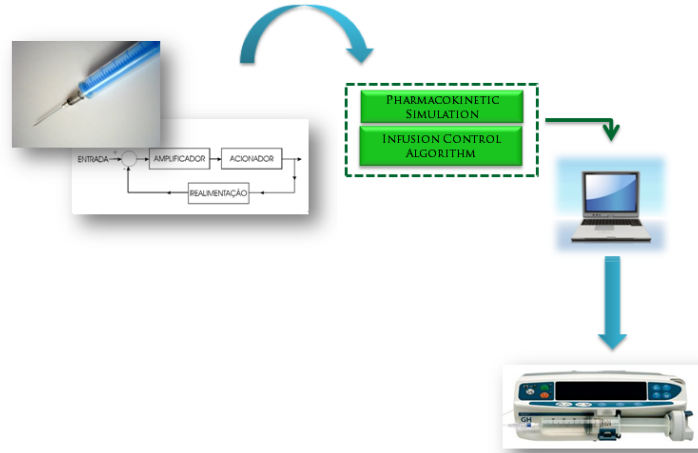 PHARMACOKINETIC
SIMULATION
INFUSION CONTROL
ALGORITHM
ENTRADA
AMPLIFICADOR
ACIONADOR
REALIMENTAÇÃO
GH